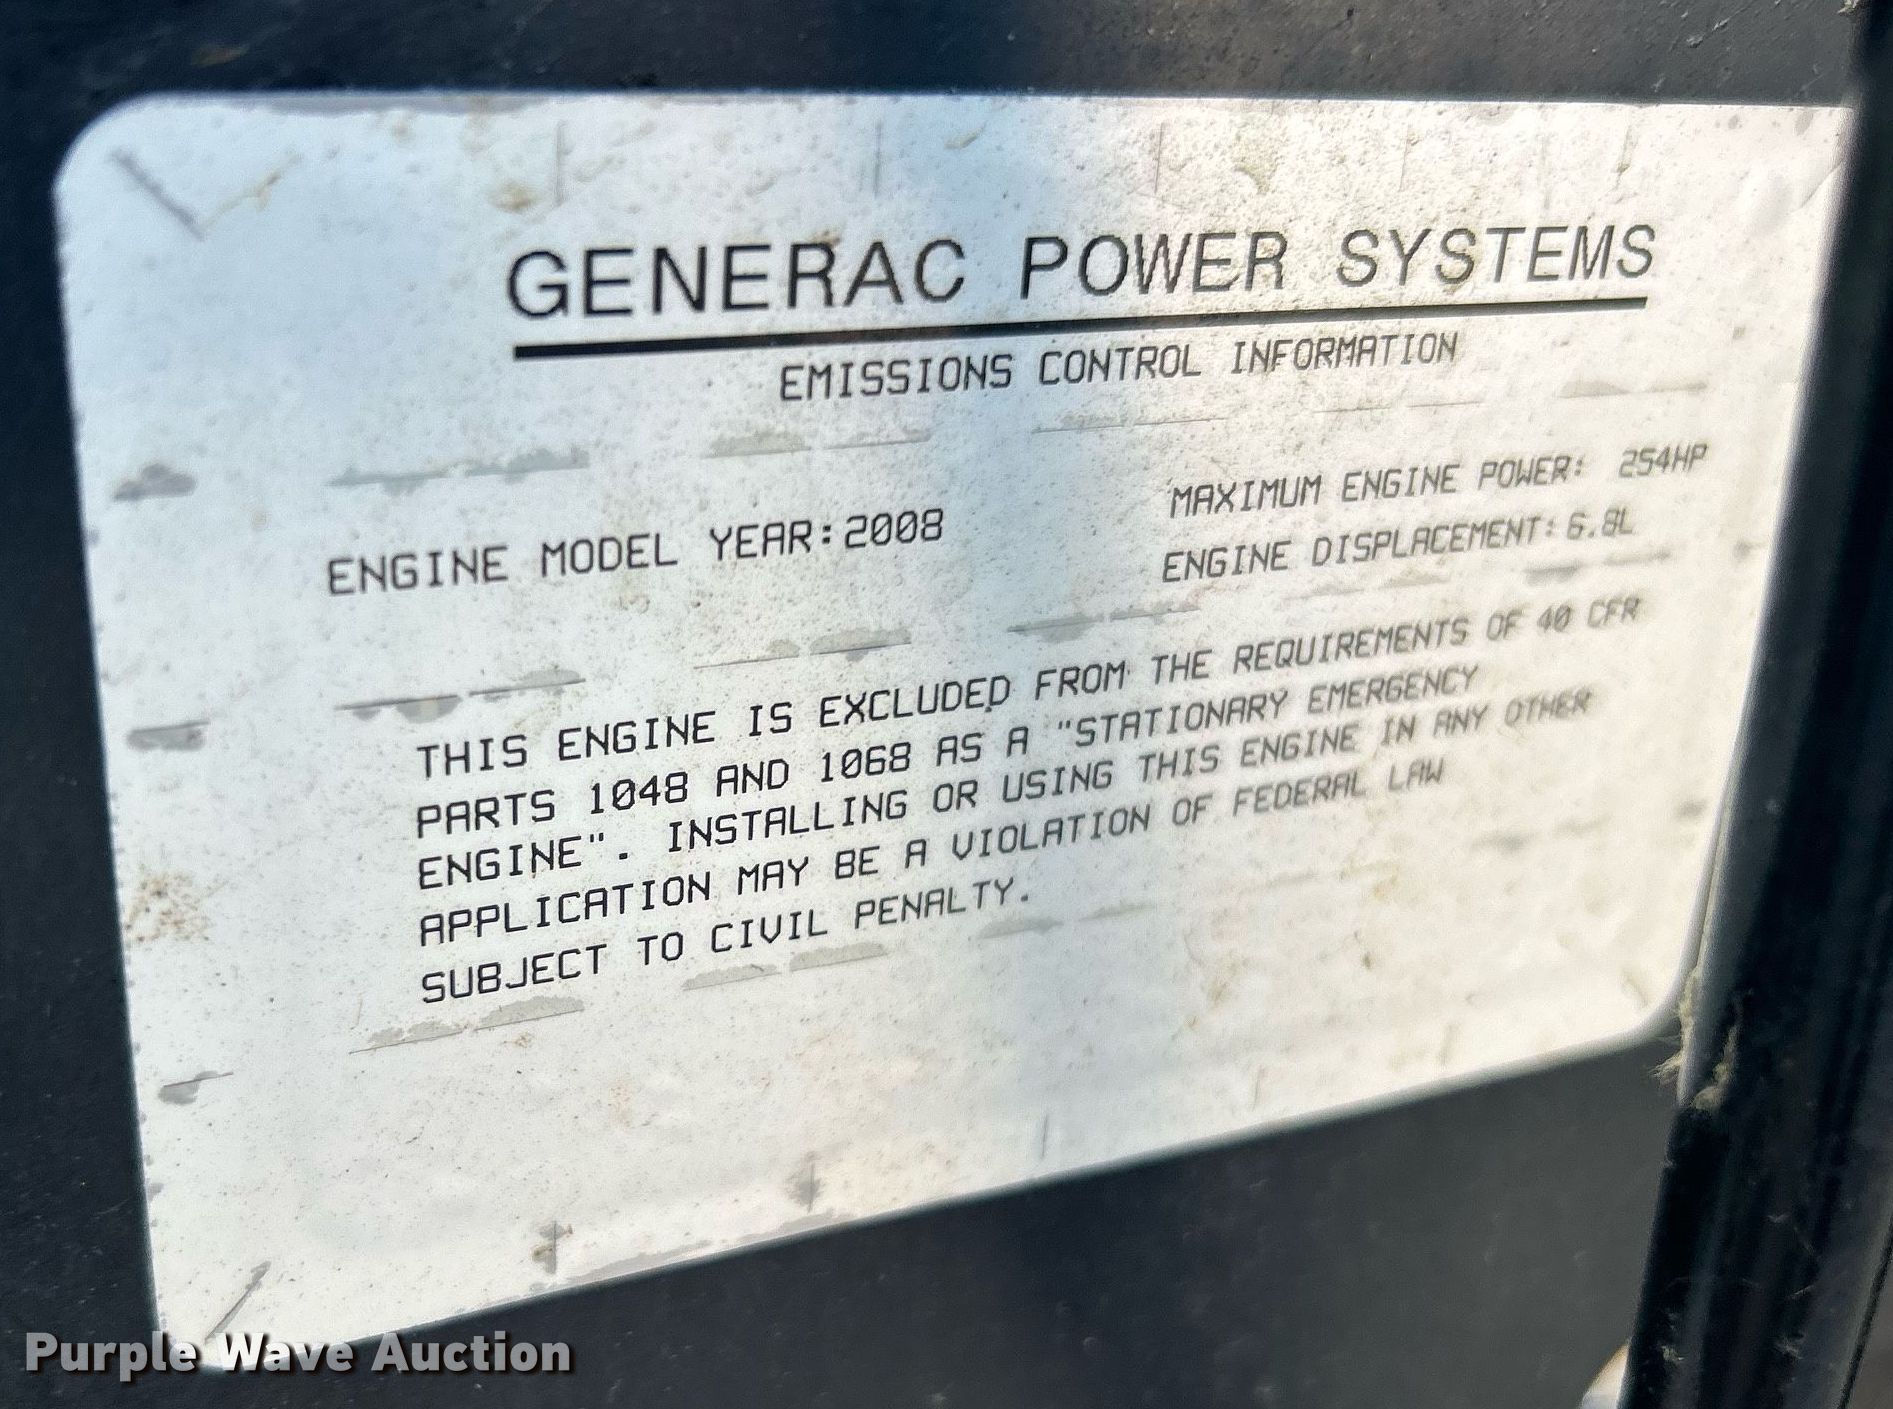 GENERAC POWER SYSTEMS
EMISSIONS CONTROL INFORMATION
ENGINE MODEL YEAR:2008
MAXIMUM ENGINE POWER: 254HP
ENGINE DISPLACEMENT:6.8L
THIS ENGINE IS EXCLUDED FROM THE REQUIREMENTS OF 40 CFR
PARTS 1048 AND 1068 AS A "STATIONARY EMERGENCY
ENGINE". INSTALLING OR USING THIS ENGINE IN ANY OTHER
APPLICATION MAY BE A VIOLATION OF FEDERAL LAW
SUBJECT TO CIVIL PENALTY.
Purple Wave Auction